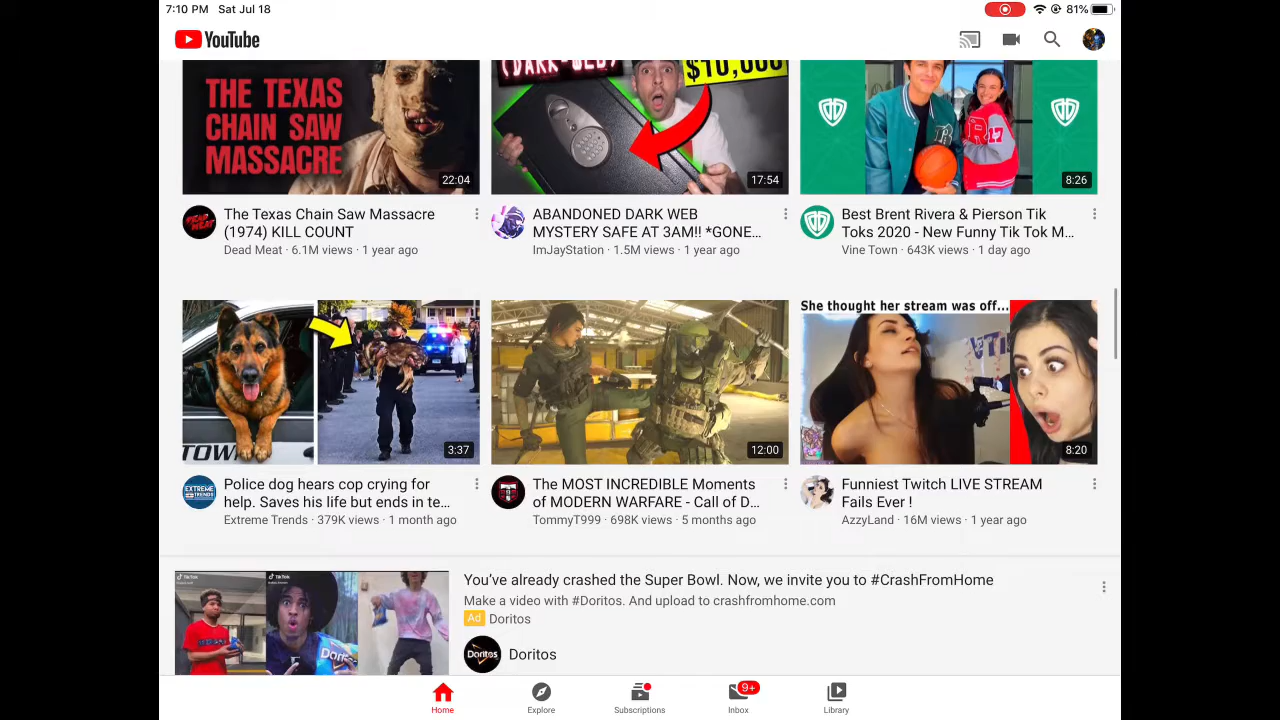 7:10 PM Sat Jul 18
81%
YouTube
THE TEXAS
CHAIN SAW
MASSACRE
22:04
(DARK-WEB)
$10,000
17:54
R
17
8:26
The Texas Chain Saw Massacre
(1974) KILL COUNT
Dead Meat · 6.1M views · 1 year ago
ABANDONED DARK WEB
MYSTERY SAFE AT 3AM!! *GONE...
ImJayStation · 1.5M views · 1 year ago
Best Brent Rivera & Pierson Tik
Toks 2020 - New Funny Tik Tok M...
Vine Town · 643K views · 1 day ago
TOW
3:37
12:00
She thought her stream was off...
8:20
EXTREME
TRENDS
Police dog hears cop crying for
help. Saves his life but ends in te...
Extreme Trends · 379K views · 1 month ago
The MOST INCREDIBLE Moments
of MODERN WARFARE - Call of D...
TommyT999 · 698K views · 5 months ago
Funniest Twitch LIVE STREAM
Fails Ever !
AzzyLand · 16M views · 1 year ago
TikTok
TikTok
Doritos
You've already crashed the Super Bowl. Now, we invite you to #CrashFromHome
Make a video with #Doritos. And upload to crashfromhome.com
Ad Doritos
Doritos
Doritos
Home
Explore
Subscriptions
9+
Inbox
Library